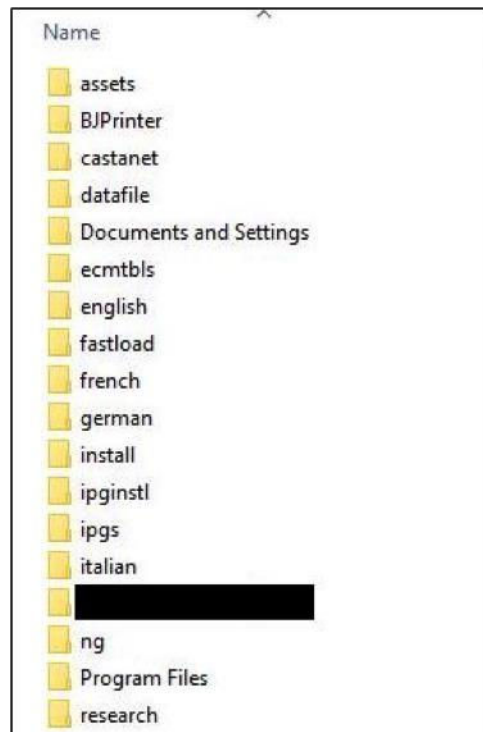 Name
assets
BJPrinter
castanet
datafile
Documents and Settings
ecmtbls
english
fastload
french
german
install
ipginstl
ipgs
italian
ng
Program Files
research